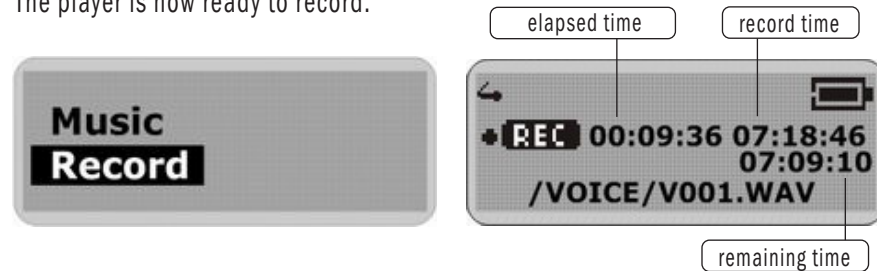 The player is now ready to record.
elapsed time
record time
Music
Record
REC 00:09:36 07:18:46
07:09:10
/VOICE/V001.WAV
remaining time